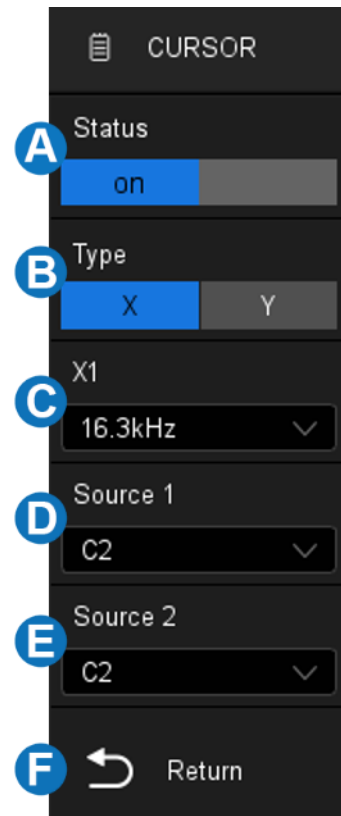 CURSOR
A
Status
on
B
Type
X Y
C
X1
16.3kHz
D
Source 1
C2
E
Source 2
C2
F
Return